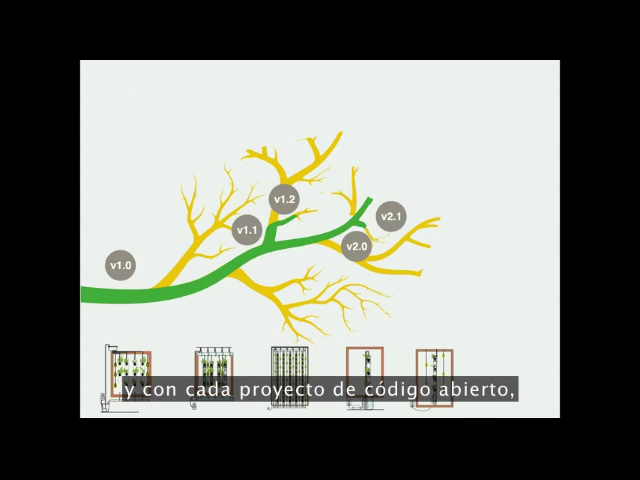 v1.2
v2.1
v1.1
v2.0
v1.0
y con cada proyecto de código abierto,